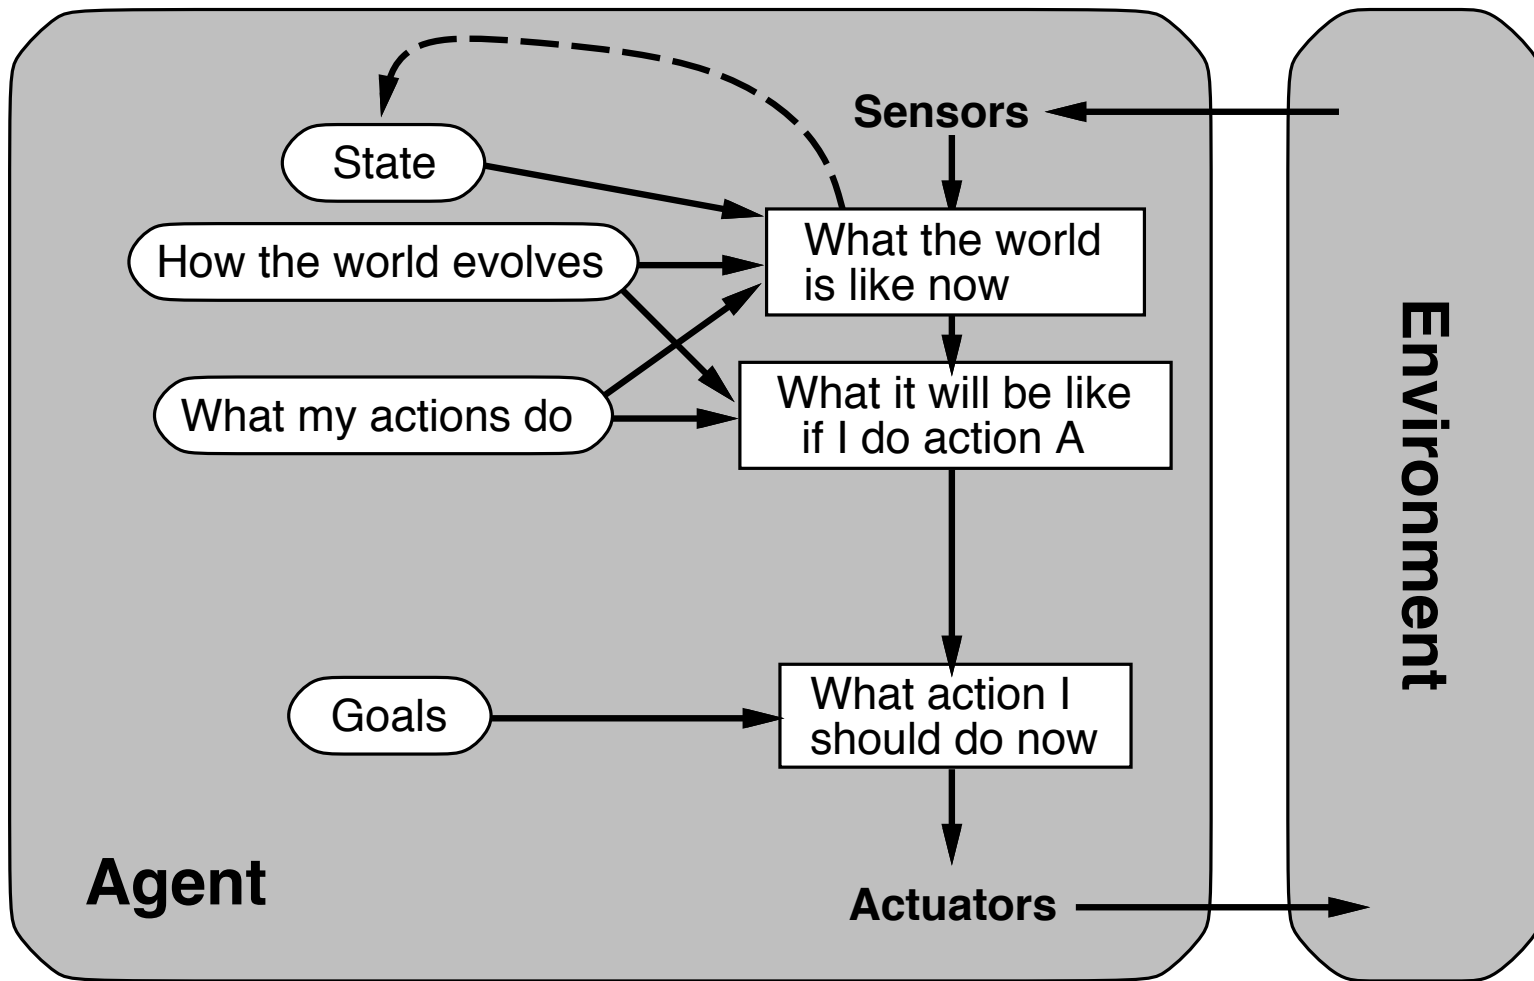 Sensors
State
What the world
is like now
How the world evolves
What it will be like
if I do action A
What my actions do
Environment
Goals
What action I
should do now
Agent
Actuators